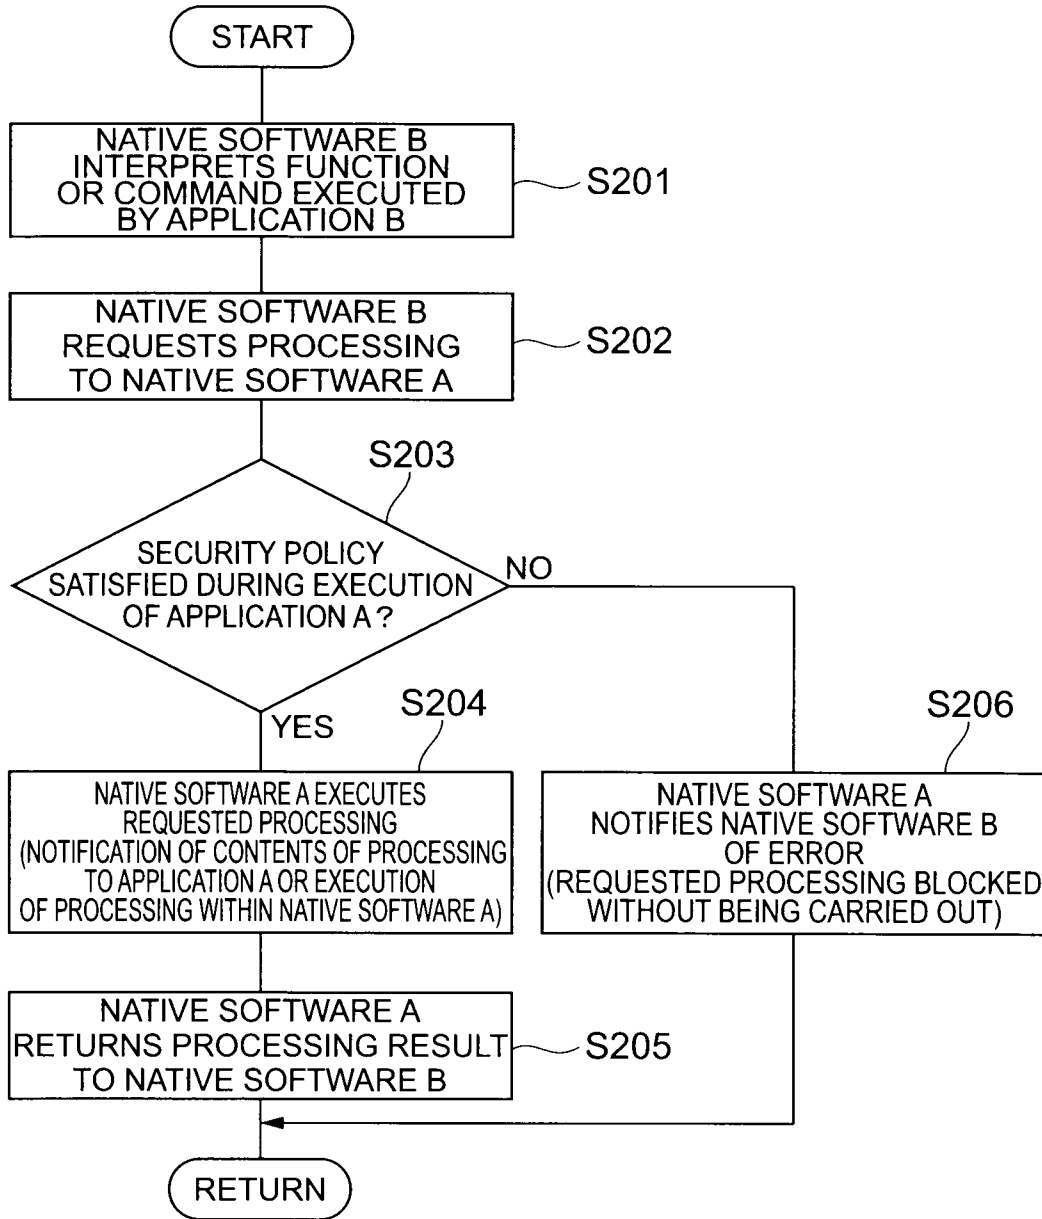 START
NATIVE SOFTWARE B
INTERPRETS FUNCTION
OR COMMAND EXECUTED
BY APPLICATION B
S201
NATIVE SOFTWARE B
REQUESTS PROCESSING
TO NATIVE SOFTWARE A
S202
S203
SECURITY POLICY
SATISFIED DURING EXECUTION
OF APPLICATION A?
NO
YES
S204
NATIVE SOFTWARE A EXECUTES
REQUESTED PROCESSING
(NOTIFICATION OF CONTENTS OF PROCESSING
TO APPLICATION A OR EXECUTION
OF PROCESSING WITHIN NATIVE SOFTWARE A)
S206
NATIVE SOFTWARE A
NOTIFIES NATIVE SOFTWARE B
OF ERROR
(REQUESTED PROCESSING BLOCKED
WITHOUT BEING CARRIED OUT)
NATIVE SOFTWARE A
RETURNS PROCESSING RESULT
TO NATIVE SOFTWARE B
S205
RETURN